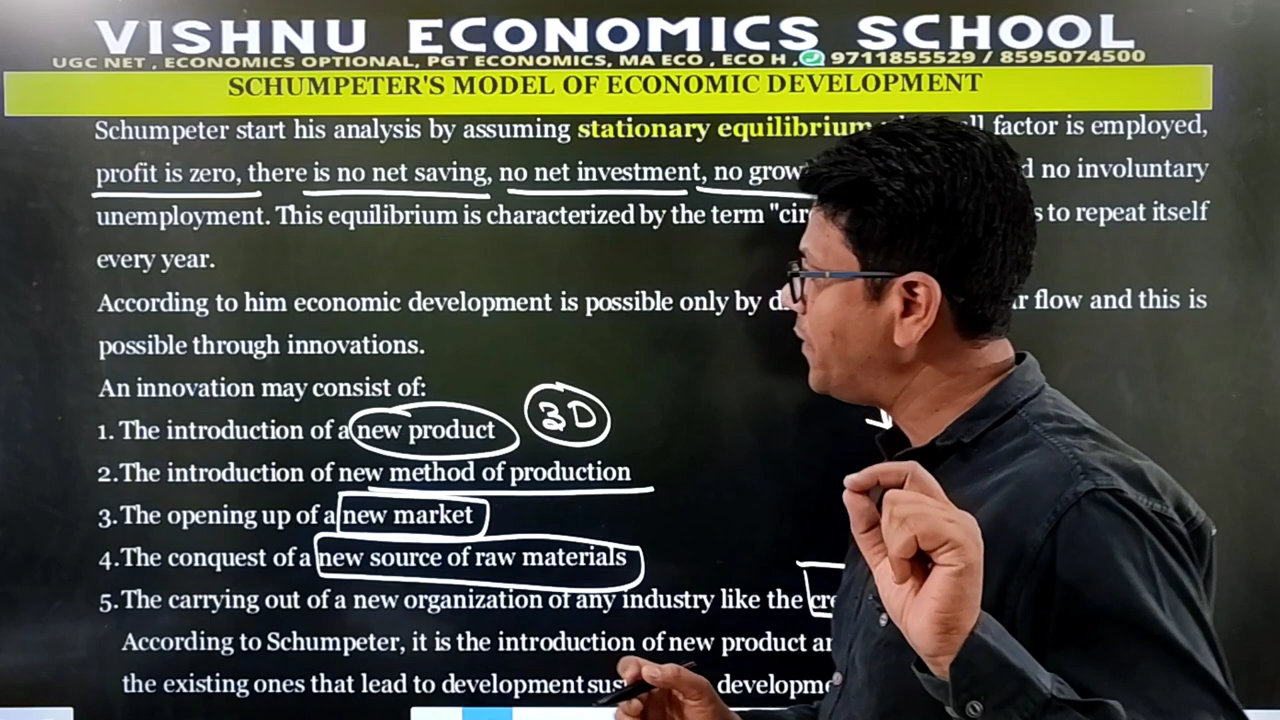 VISHNU ECONOMICS SCHOOL
UGC NET , ECONOMICS OPTIONAL, PGT ECONOMICS, MA ECO , ECO H , 9711855529 / 8595074500
SCHUMPETER'S MODEL OF ECONOMIC DEVELOPMENT
Schumpeter start his analysis by assuming stationary equilibrium factor is employed,
profit is zero, there is no net saving, no net investment, no no involuntary
unemployment. This equilibrium is characterized by the term to repeat itself
every year.
According to him economic development is possible only by flow and this is
possible through innovations.
An innovation may consist of:
3D
1. The introduction of a new product
2. The introduction of new method of production
3. The opening up of a new market
4. The conquest of a new source of raw materials
5. The carrying out of a new organization of any industry like the
According to Schumpeter, it is the introduction of new product
the existing ones that lead to development